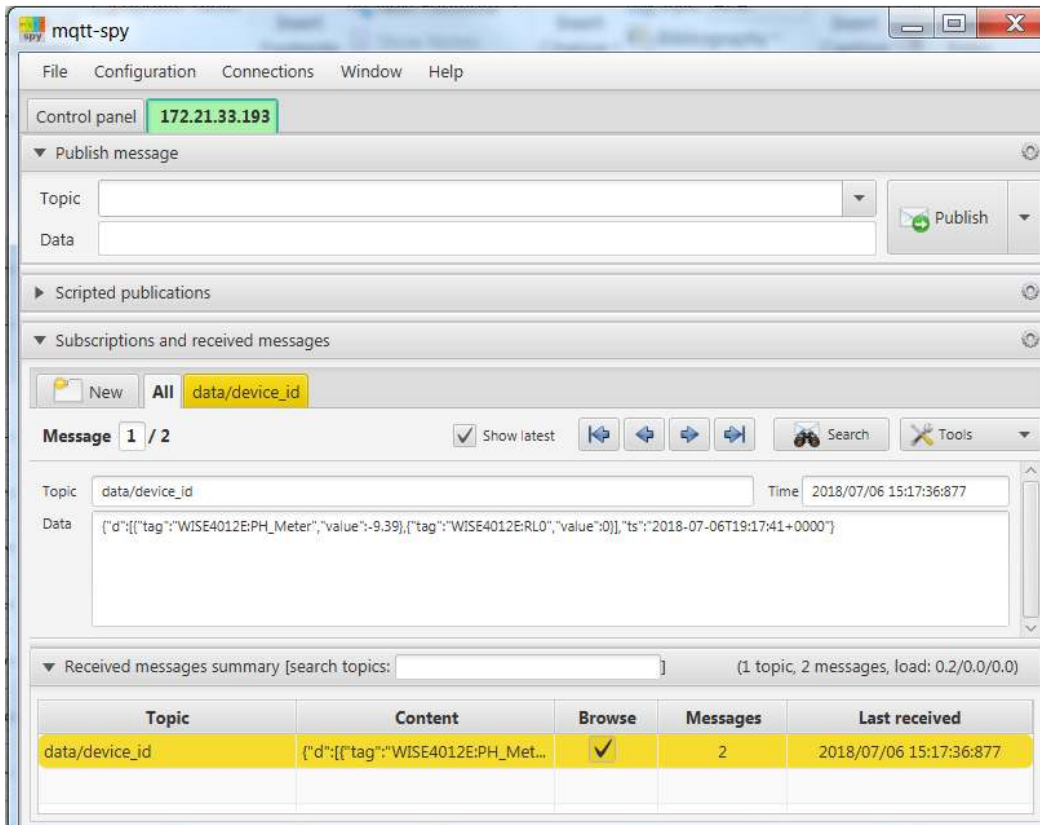 mqtt-spy
File Configuration Connections Window Help
Control panel 172.21.33.193
Publish message
Topic
Publish
Data
Scripted publications
Subscriptions and received messages
New All data/device_id
Message 1 / 2 Show latest Search Tools
Topic data/device_id Time 2018/07/06 15:17:36:877
Data {"d":[{"tag":"WISE4012E:PH_Meter","value":-9.39},{"tag":"WISE4012E:RL0","value":0}],"ts":"2018-07-06T19:17:41+0000"}
Received messages summary [search topics: ] (1 topic, 2 messages, load: 0.2/0.0/0.0)
Topic Content Browse Messages Last received
data/device_id {"d":[{"tag":"WISE4012E:PH_Met... 2 2018/07/06 15:17:36:877